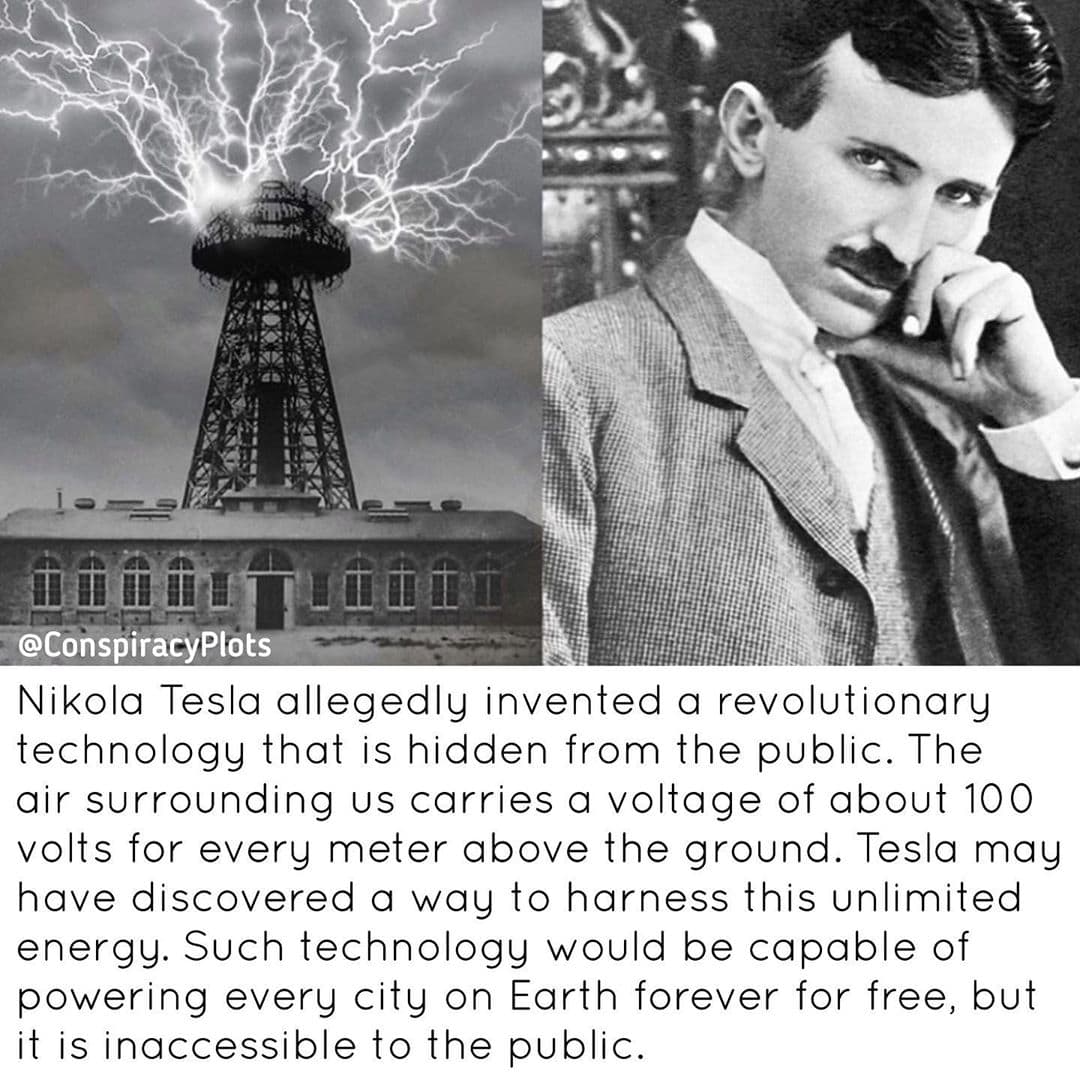 @ConspiracyPlots
Nikola Tesla allegedly invented a revolutionary
technology that is hidden from the public. The
air surrounding us carries a voltage of about 100
volts for every meter above the ground. Tesla may
have discovered a way to harness this unlimited
energy. Such technology would be capable of
powering every city on Earth forever for free, but
it is inaccessible to the public.